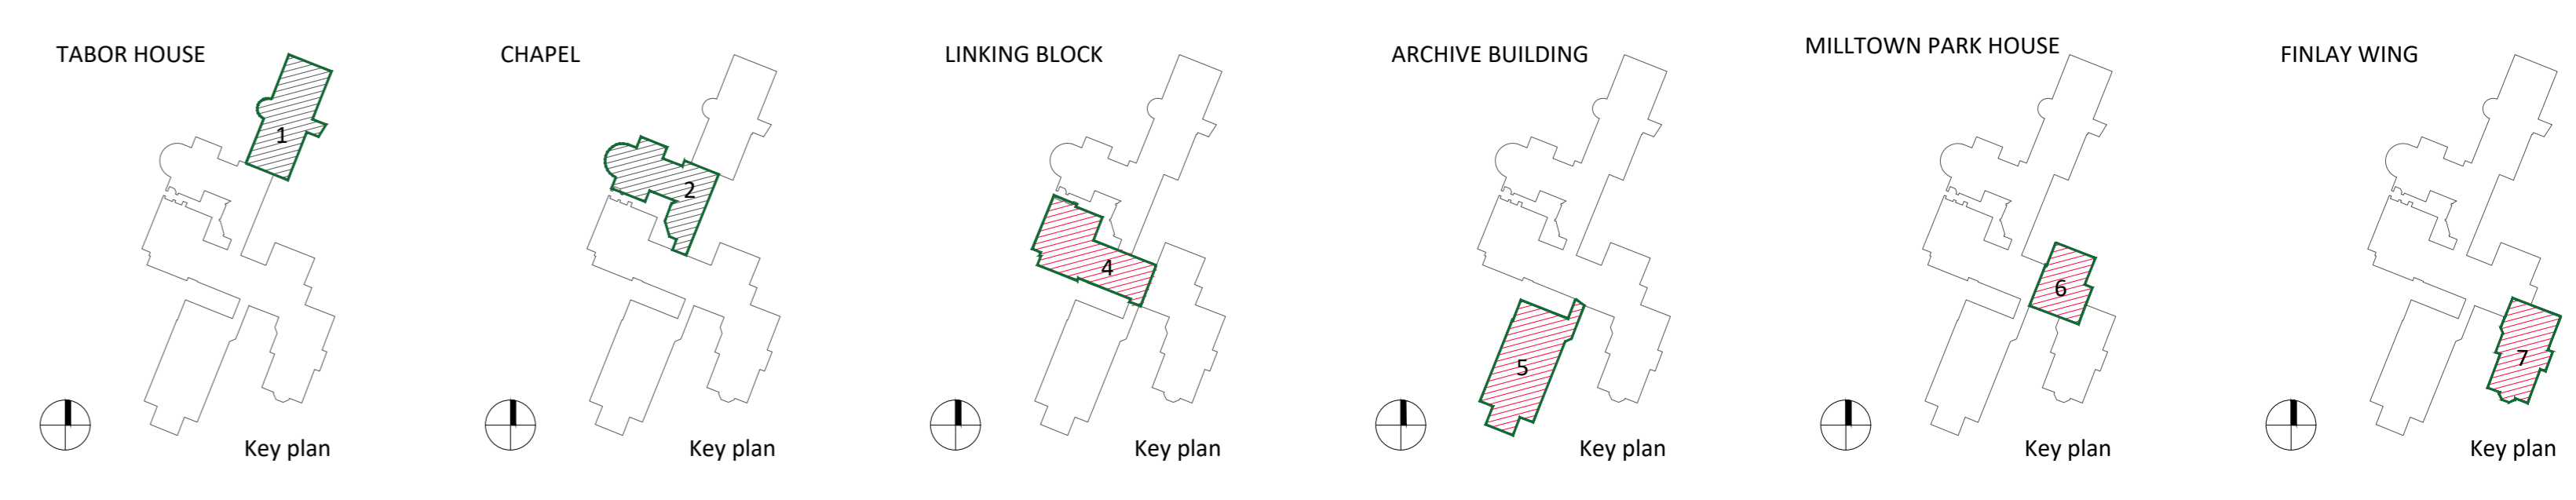 TABOR HOUSE
1
Key plan
CHAPEL
2
Key plan
LINKING BLOCK
4
Key plan
ARCHIVE BUILDING
5
Key plan
MILLTOWN PARK HOUSE
6
Key plan
FINLAY WING
7
Key plan